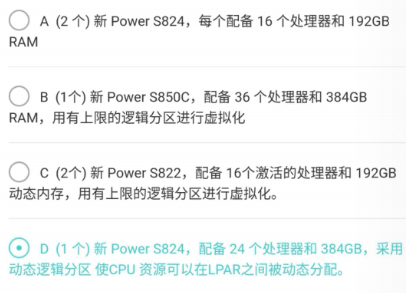 A (2 个) 新 Power S824，每个配备 16 个处理器和 192GB
RAM
B (1个) 新 Power S850C，配备 36 个处理器和 384GB
RAM，用有上限的逻辑分区进行虚拟化
C (2个) 新 Power S822，配备 16个激活的处理器和 192GB
动态内存，用有上限的逻辑分区进行虚拟化。
D (1 个) 新 Power S824，配备 24 个处理器和 384GB，采用
动态逻辑分区 使CPU 资源可以在LPAR之间被动态分配。